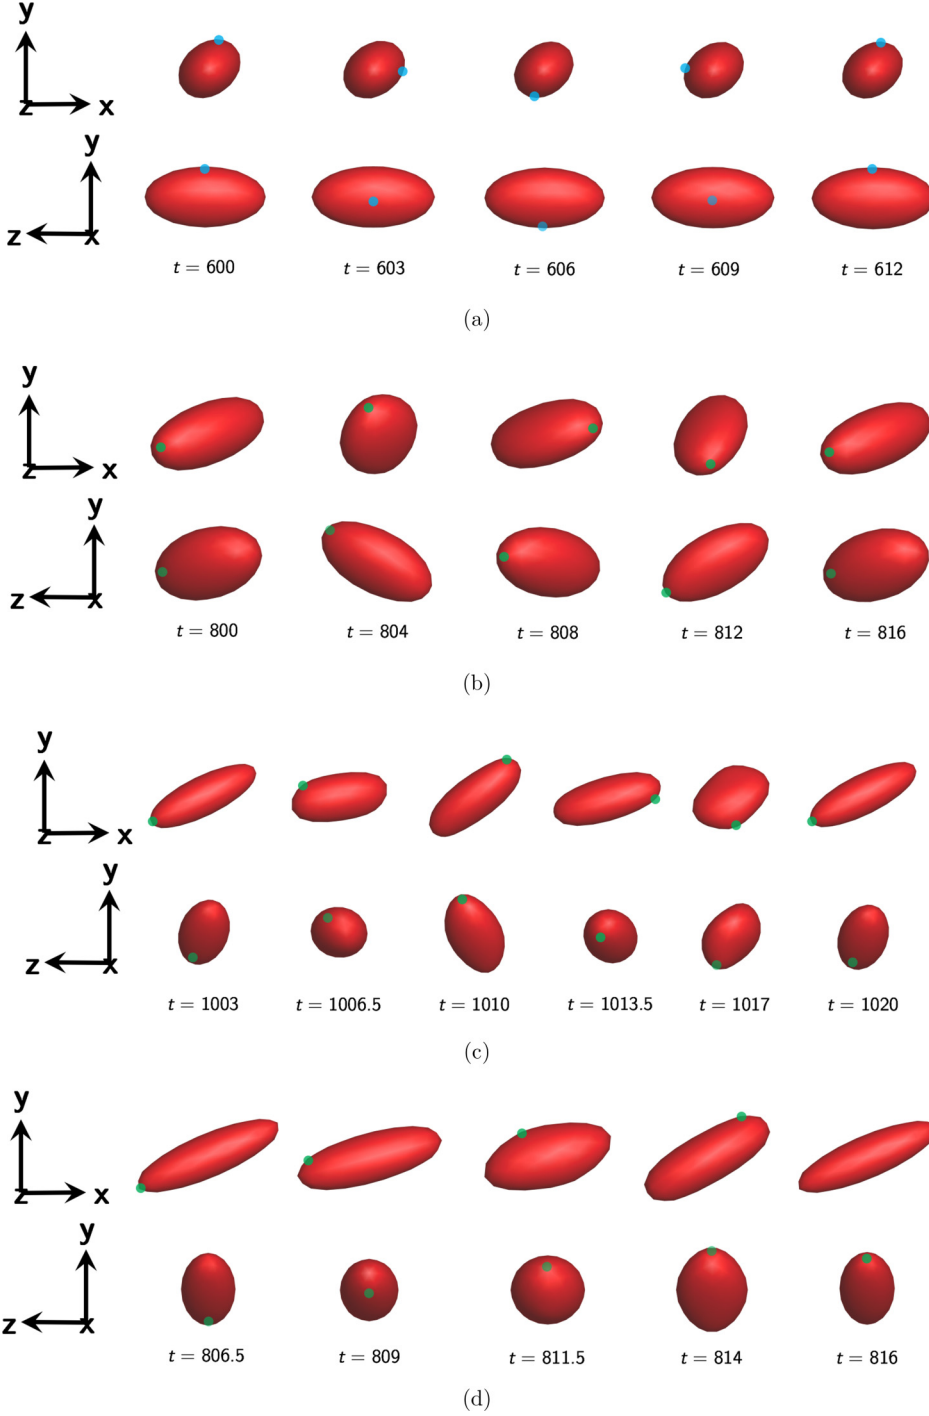 y
z x
y
z x
t = 600 t = 603 t = 606 t = 609 t = 612
(a)
y
z x
y
z x
t = 800 t = 804 t = 808 t = 812 t = 816
(b)
y
z x
y
z x
t = 1003 t = 1006.5 t = 1010 t = 1013.5 t = 1017 t = 1020
(c)
y
z x
y
z x
t = 806.5 t = 809 t = 811.5 t = 814 t = 816
(d)